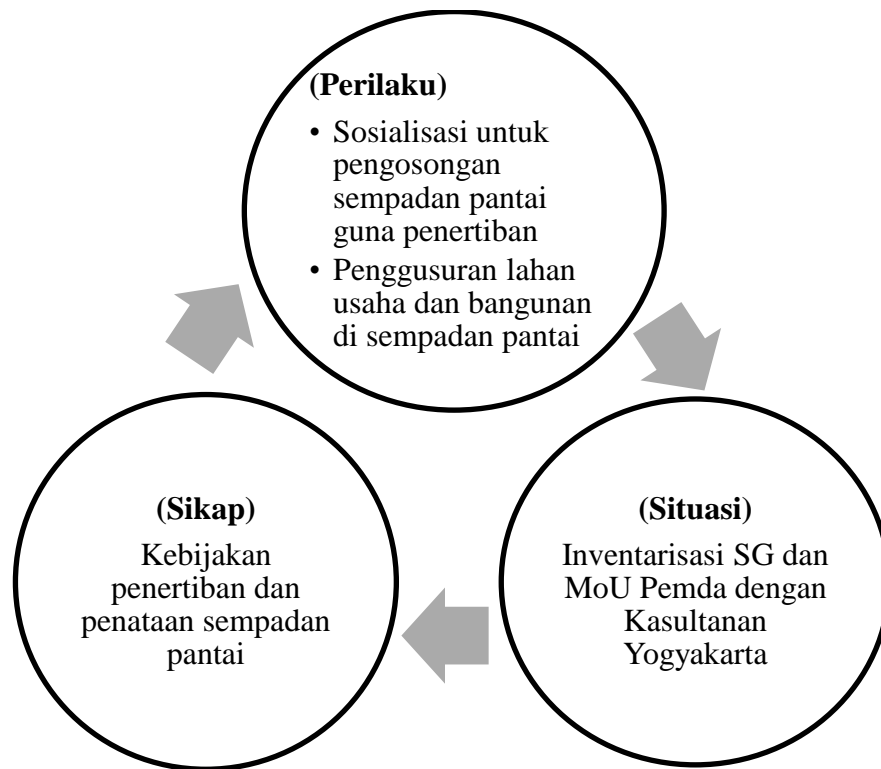 (Perilaku)
• Sosialisasi untuk
pengosongan
sempadan pantai
guna penertiban
• Penggusuran lahan
usaha dan bangunan
di sempadan pantai
(Sikap)
Kebijakan
penertiban dan
penataan sempadan
pantai
(Situasi)
Inventarisasi SG dan
MoU Pemda dengan
Kasultanan
Yogyakarta